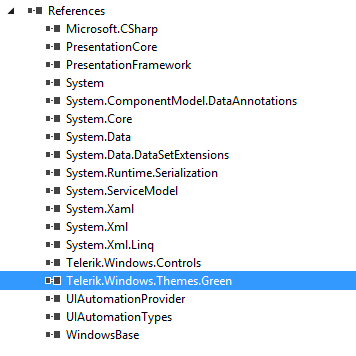 References
Microsoft.CSharp
PresentationCore
PresentationFramework
System
System.ComponentModel.DataAnnotations
System.Core
System.Data
System.Data.DataSetExtensions
System.Runtime.Serialization
System.ServiceModel
System.Xaml
System.Xml
System.Xml.Linq
Telerik.Windows.Controls
Telerik.Windows.Themes.Green
UIAutomationProvider
UIAutomationTypes
WindowsBase